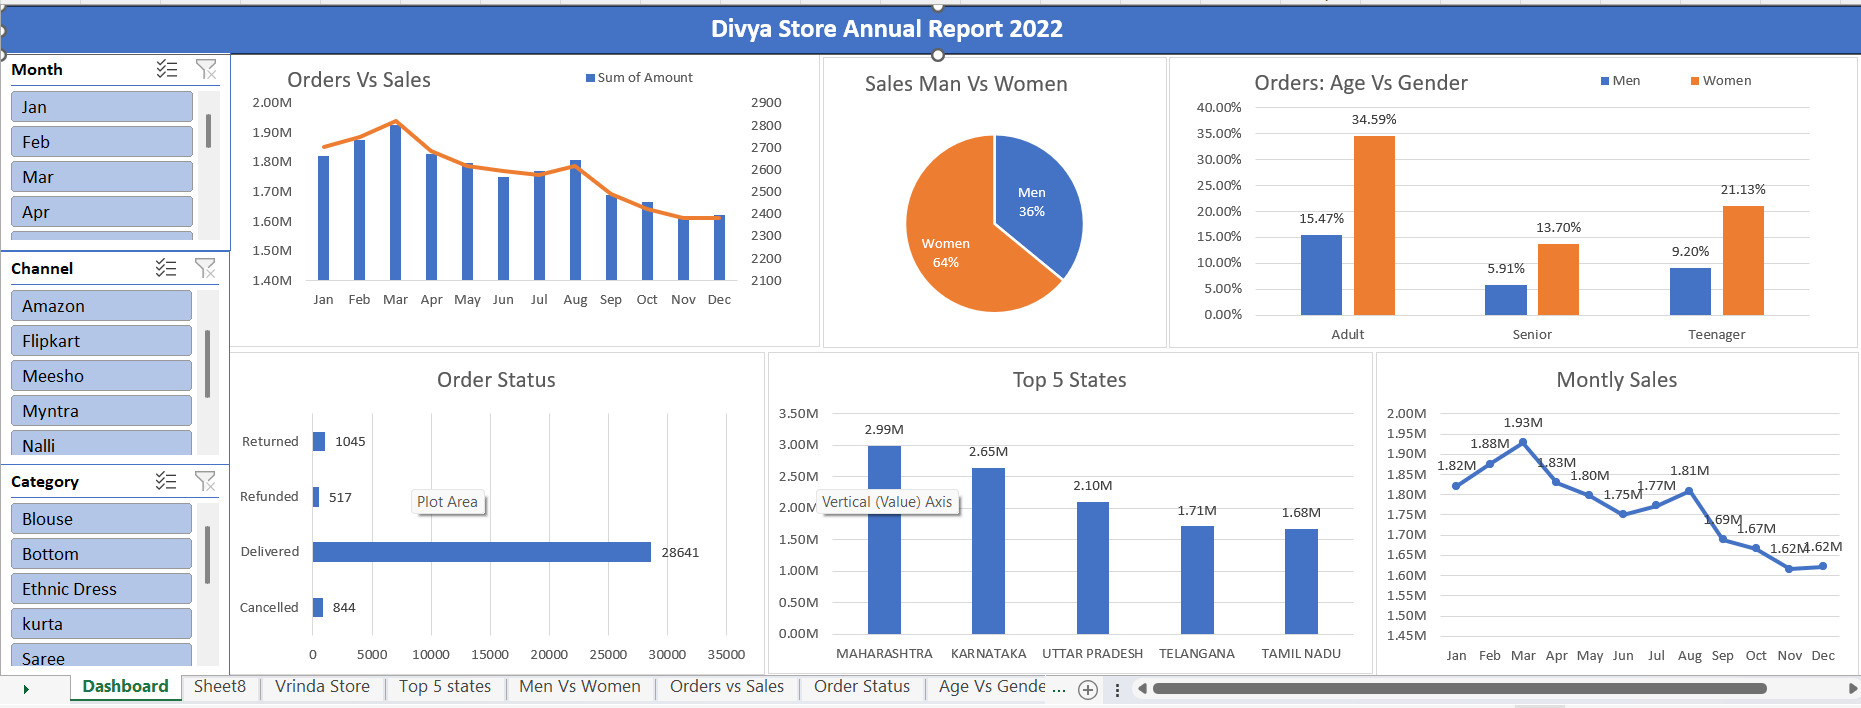 Divya Store Annual Report 2022
Month
Jan
Feb
Mar
Apr
Channel
Amazon
Flipkart
Meesho
Myntra
Nalli
Category
Blouse
Bottom
Ethnic Dress
kurta
Saree
Orders Vs Sales
Sum of Amount
2.00M
1.90M
1.80M
1.70M
1.60M
1.50M
1.40M
2900
2800
2700
2600
2500
2400
2300
2200
2100
Jan Feb Mar Apr May Jun Jul Aug Sep Oct Nov Dec
Sales Man Vs Women
Men
36%
Women
64%
Orders: Age Vs Gender
Men Women
40.00%
35.00%
30.00%
25.00%
20.00%
15.00%
10.00%
5.00%
0.00%
15.47%
34.59%
5.91%
13.70%
9.20%
21.13%
Adult Senior Teenager
Order Status
Returned 1045
Refunded 517
Plot Area
Delivered 28641
Cancelled 844
0 5000 10000 15000 20000 25000 30000 35000
Top 5 States
3.50M
3.00M
2.50M
2.00M
1.50M
1.00M
0.50M
0.00M
2.99M
2.65M
2.10M
1.71M
1.68M
Vertical (Value) Axis
MAHARASHTRA KARNATAKA UTTAR PRADESH TELANGANA TAMIL NADU
Montly Sales
2.00M
1.95M
1.90M
1.85M
1.80M
1.75M
1.70M
1.65M
1.60M
1.55M
1.50M
1.45M
1.82M
1.88M
1.93M
1.83M
1.80M
1.75M
1.77M
1.81M
1.69M
1.67M
1.62M
1.62M
Jan Feb Mar Apr May Jun Jul Aug Sep Oct Nov Dec
Dashboard Sheet8 Vrinda Store Top 5 states Men Vs Women Orders vs Sales Order Status Age Vs Gende ...